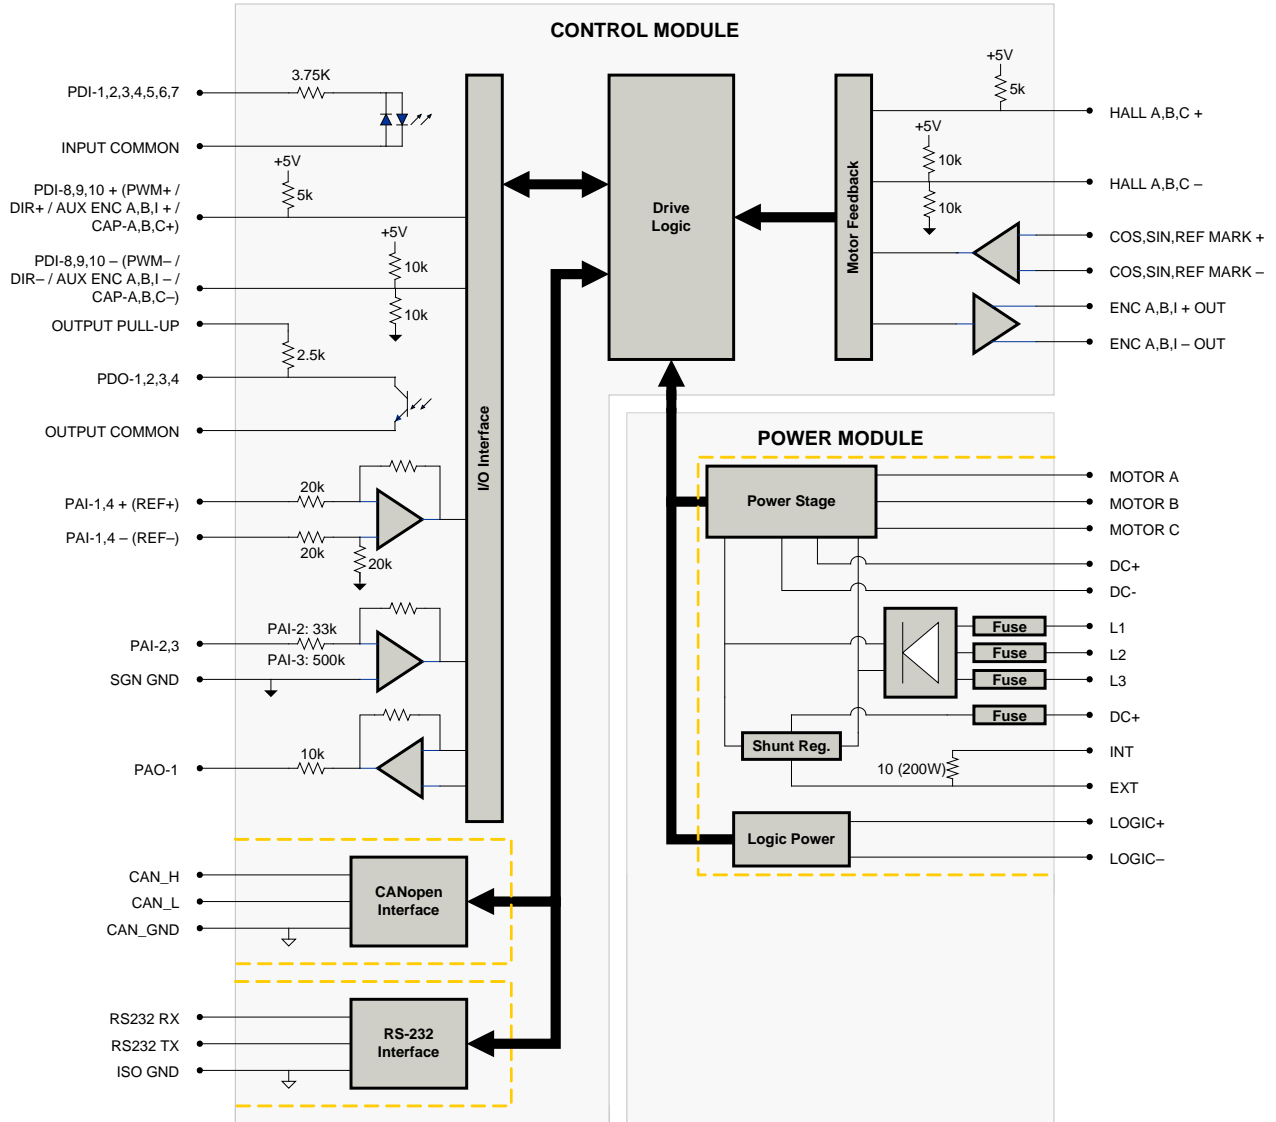 CONTROL MODULE
PDI-1,2,3,4,5,6,7
3.75K
INPUT COMMON
+5V
5k
PDI-8,9,10 + (PWM+ /
DIR+ / AUX ENC A,B,I + /
CAP-A,B,C+)
+5V
10k
10k
PDI-8,9,10 – (PWM– /
DIR– / AUX ENC A,B,I – /
CAP-A,B,C–)
OUTPUT PULL-UP
2.5k
PDO-1,2,3,4
OUTPUT COMMON
PAI-1,4 + (REF+)
20k
PAI-1,4 – (REF–)
20k
20k
PAI-2,3
PAI-2: 33k
PAI-3: 500k
SGN GND
PAO-1
10k
I/O Interface
Drive
Logic
Motor Feedback
+5V
5k
HALL A,B,C +
+5V
10k
10k
HALL A,B,C –
COS,SIN,REF MARK +
COS,SIN,REF MARK –
ENC A,B,I + OUT
ENC A,B,I – OUT
CAN_H
CAN_L
CAN_GND
CANopen
Interface
RS232 RX
RS232 TX
ISO GND
RS-232
Interface
POWER MODULE
Power Stage
MOTOR A
MOTOR B
MOTOR C
DC+
DC-
Fuse
L1
Fuse
L2
Fuse
L3
Fuse
DC+
Shunt Reg.
10 (200W)
INT
EXT
Logic Power
LOGIC+
LOGIC–